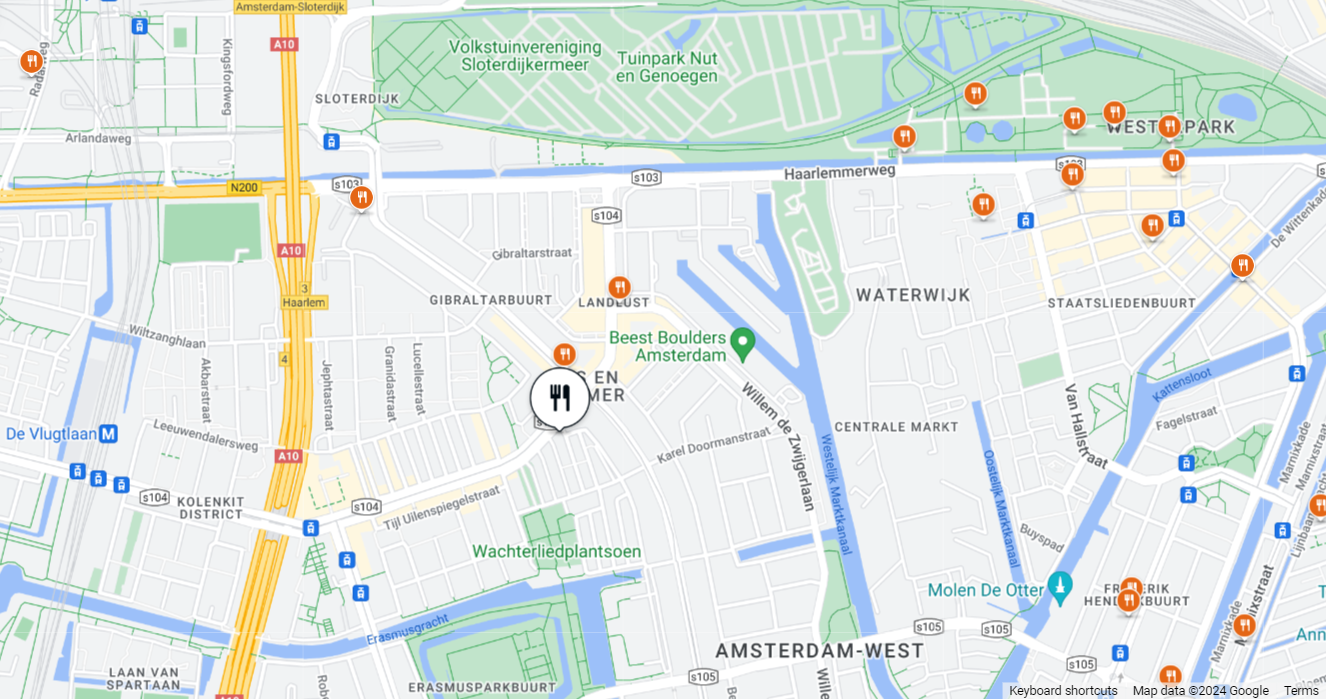 Amsterdam-Sloterdijk
A10
Radarweg
Kingsfordweg
Volkstuinvereniging
Sloterdijkermeer
Tuinpark Nut
en Genoegen
SLOTERDIJK
Arlandaweg
WESTERPARK
s103
s103
s103
N200
Haarlemmerweg
s104
De Wittenkade
A10
Gibraltarstraat
3
Haarlem
GIBRALTARBUURT
LANDLUST
WATERWIJK
STAATSLIEDENBUURT
Wiltzanghlaan
Beest Boulders
Amsterdam
4
Akbarstraat
Jephtastraat
Granidastraat
Lucellestraat
S EN
MER
Kattensloot
Willem de Zwijgerlaan
Van Hallstraat
Fagelstraat
De Vlugtlaan
M
Leeuwendalersweg
Karel Doormanstraat
CENTRALE MARKT
Marnixkade
Marnixstraat
A10
Westelijk Marktkanaal
Oostelijk Marktkanaal
s104
KOLENKIT
DISTRICT
s104
Tijl Uilenspiegelstraat
Buyspad
Wachterliedplantsoen
Molen De Otter
FREDERIK
HENDRIKBUURT
Marnixstraat
Marnixkade
Erasmusgracht
s105
s105
AMSTERDAM-WEST
Ann
s105
s105
LAAN VAN
SPARTAAN
ERASMUSPARKBUURT
A10
Keyboard shortcuts
Map data ©2024 Google
Terms